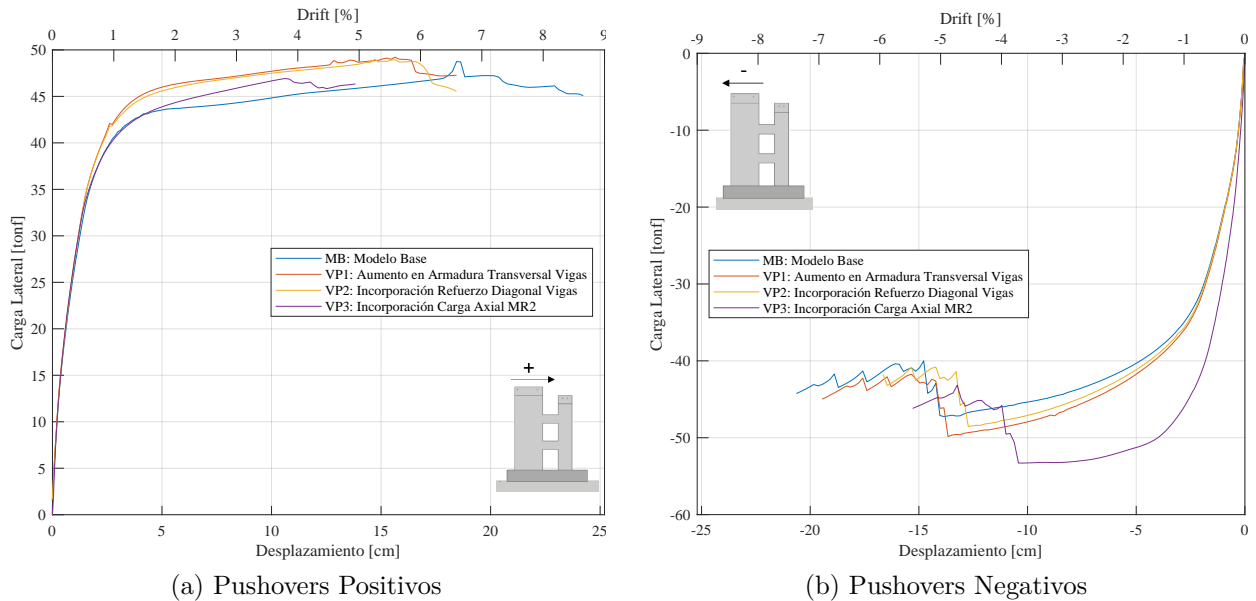 Drift [%]
0 1 2 3 4 5 6 7 8 9
50
45
40
35
30
25
20
15
10
5
0
Carga Lateral [tonf]
MB: Modelo Base
VP1: Aumento en Armadura Transversal Vigas
VP2: Incorporación Refuerzo Diagonal Vigas
VP3: Incorporación Carga Axial MR2
+
0 5 10 15 20 25
Desplazamiento [cm]
(a) Pushovers Positivos
Drift [%]
-9 -8 -7 -6 -5 -4 -3 -2 -1 0
0
-10
-20
-30
-40
-50
-60
Carga Lateral [tonf]
-
MB: Modelo Base
VP1: Aumento en Armadura Transversal Vigas
VP2: Incorporación Refuerzo Diagonal Vigas
VP3: Incorporación Carga Axial MR2
-25 -20 -15 -10 -5 0
Desplazamiento [cm]
(b) Pushovers Negativos